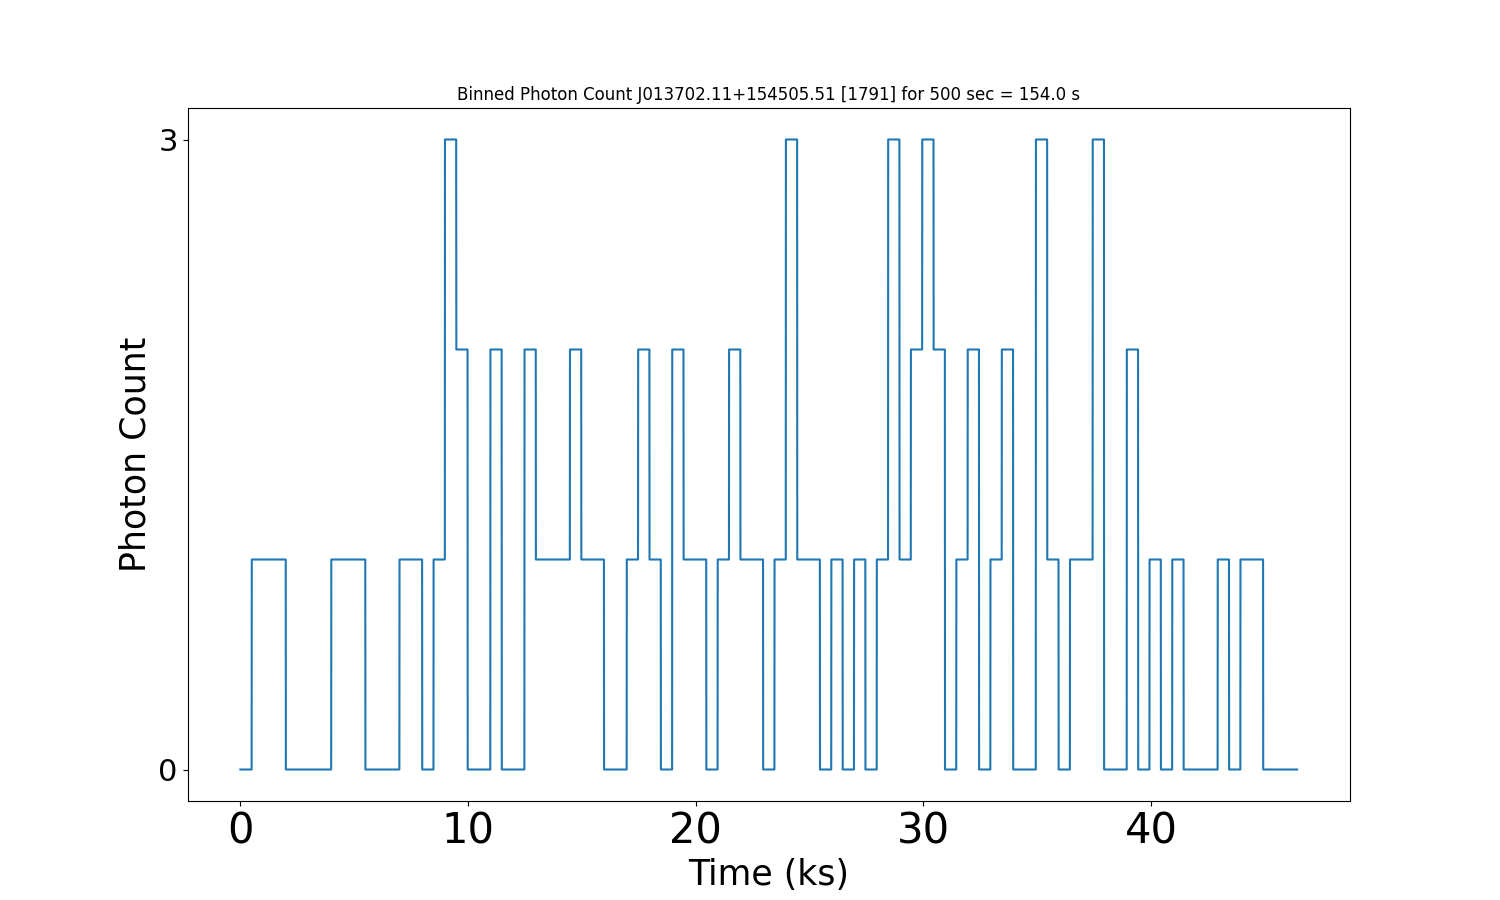 Binned Photon Count J013702.11+154505.51 [1791] for 500 sec = 154.0 s
3
Photon Count
0
0 10 20 30 40
Time (ks)